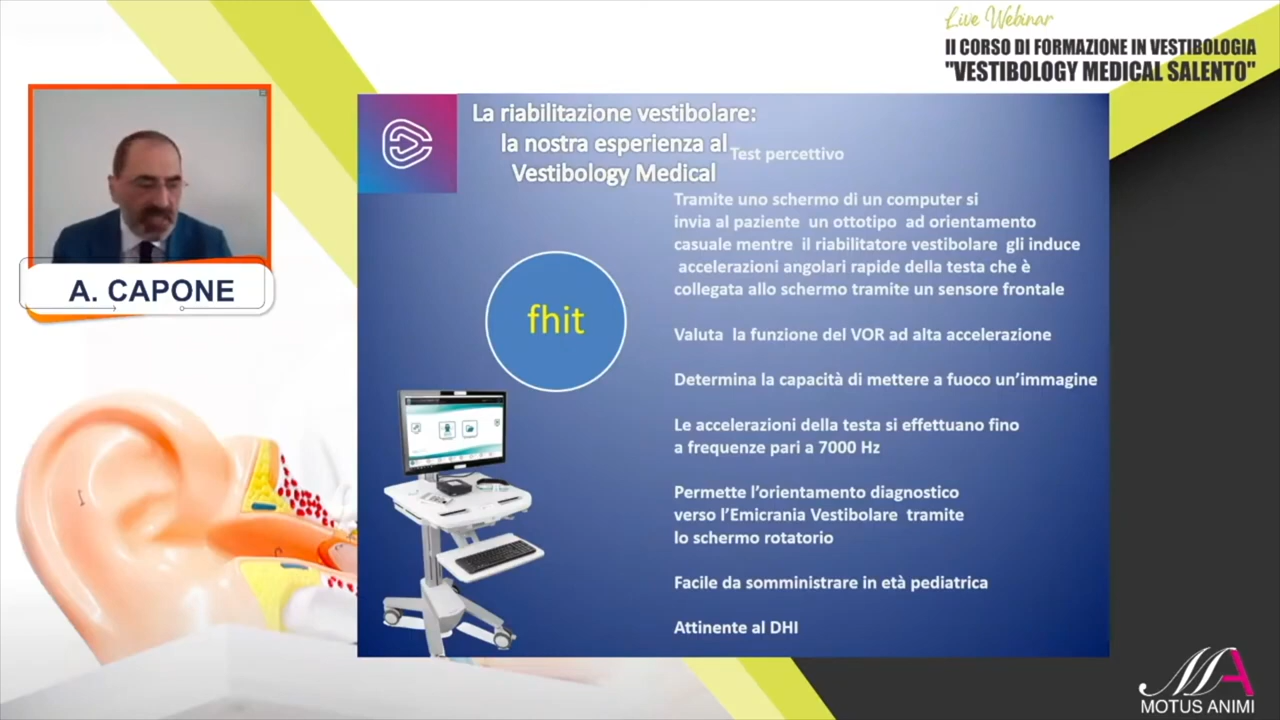 Live Webinar
II CORSO DI FORMAZIONE IN VESTIBOLOGIA
"VESTIBOLOGY MEDICAL SALENTO"
A. CAPONE
La riabilitazione vestibolare:
la nostra esperienza al
Vestibology Medical
Test percettivo
Tramite uno schermo di un computer si
invia al paziente un ottotipo ad orientamento
casuale mentre il riabilitatore vestibolare gli induce
accelerazioni angolari rapide della testa che è
collegata allo schermo tramite un sensore frontale
fhit
Valuta la funzione del VOR ad alta accelerazione
Determina la capacità di mettere a fuoco un'immagine
Le accelerazioni della testa si effettuano fino
a frequenze pari a 7000 Hz
Permette l'orientamento diagnostico
verso l'Emicrania Vestibolare tramite
lo schermo rotatorio
Facile da somministrare in età pediatrica
Attinente al DHI
MA
MOTUS ANIMI